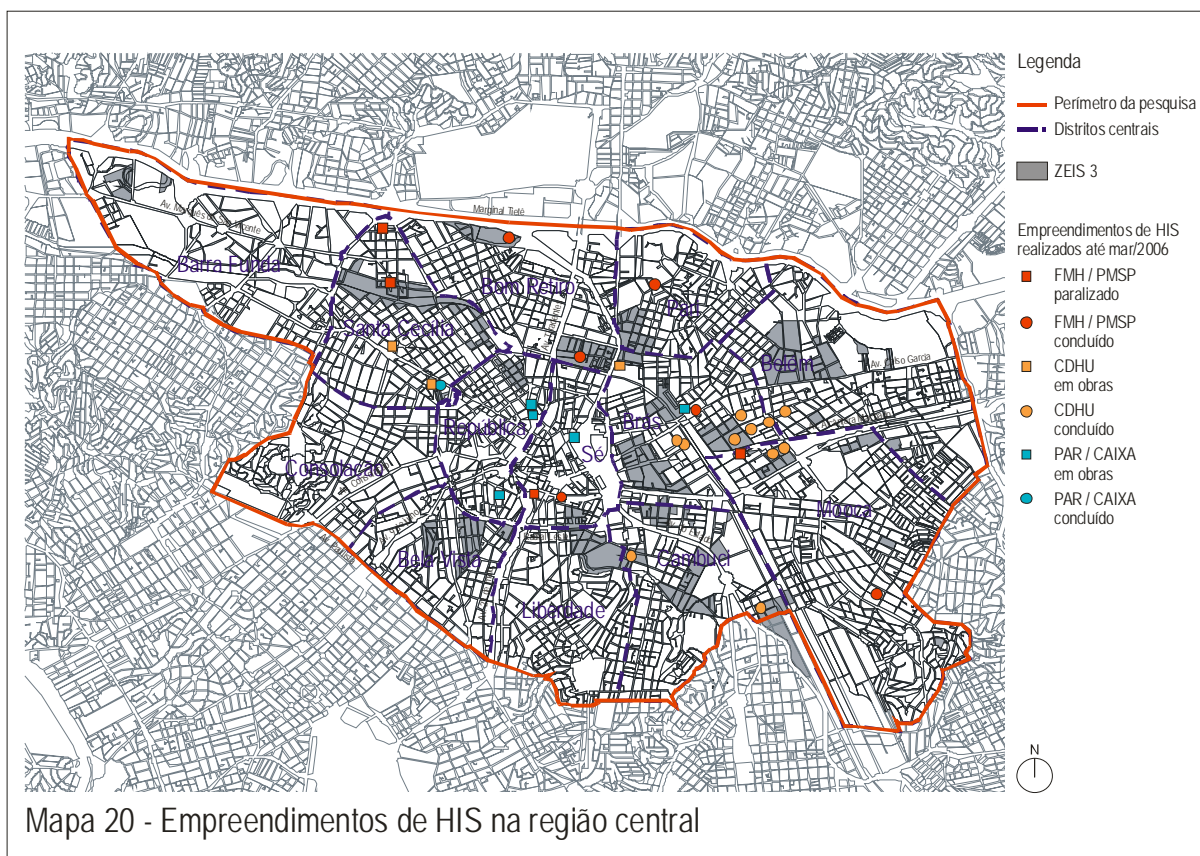 Legenda
Perímetro da pesquisa
Distritos centrais
ZEIS 3
Empreendimentos de HIS
realizados até mar/2006
FMH / PMSP
paralizado
FMH / PMSP
concluído
CDHU
em obras
CDHU
concluído
PAR / CAIXA
em obras
PAR / CAIXA
concluído
N
Marginal Tietê
Barra Funda
Bom Retiro
Pari
Santa Cecília
Belém
Av. Celso Garcia
República
Brás
Sé
Consolação
Mooca
Bela Vista
Cambuci
Liberdade
Mapa 20 - Empreendimentos de HIS na região central